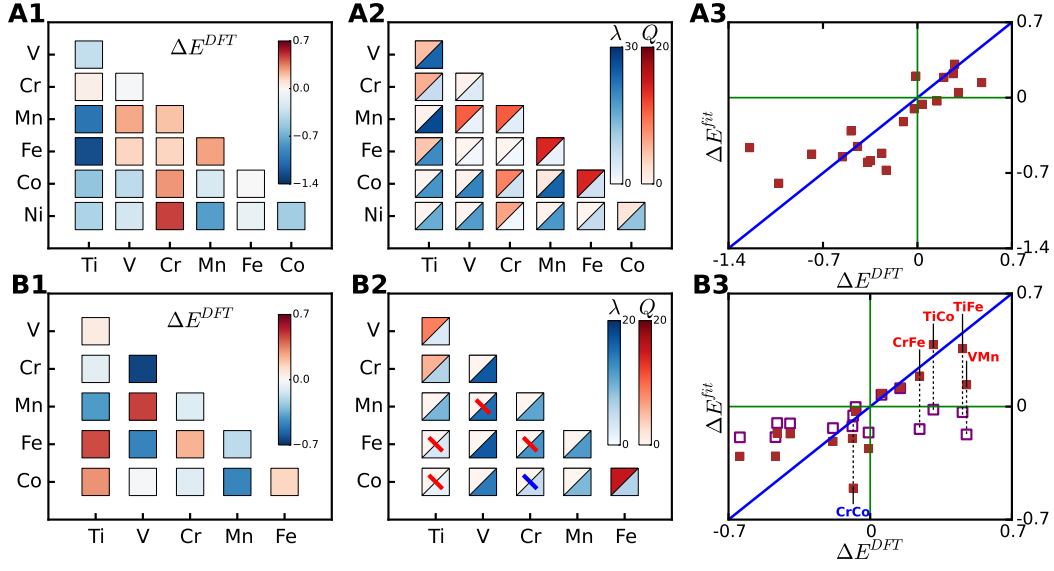 A1
ΔE^{DFT}
0.7
0.0
−0.7
−1.4
V
Cr
Mn
Fe
Co
Ni
Ti V Cr Mn Fe Co
A2
λ Q
30 20
0 0
V
Cr
Mn
Fe
Co
Ni
Ti V Cr Mn Fe Co
A3
ΔE^{fit}
0.7
0
-0.7
-1.4
-1.4 -0.7 0 0.7
ΔE^{DFT}
B1
ΔE^{DFT}
0.7
0.0
−0.7
V
Cr
Mn
Fe
Co
Ti V Cr Mn Fe
B2
λ Q
20 20
0 0
V
Cr
Mn
Fe
Co
Ti V Cr Mn Fe
B3
ΔE^{fit}
TiFe
TiCo
CrFe
VMn
CrCo
0.7
0
-0.7
-0.7 0 0.7
ΔE^{DFT}